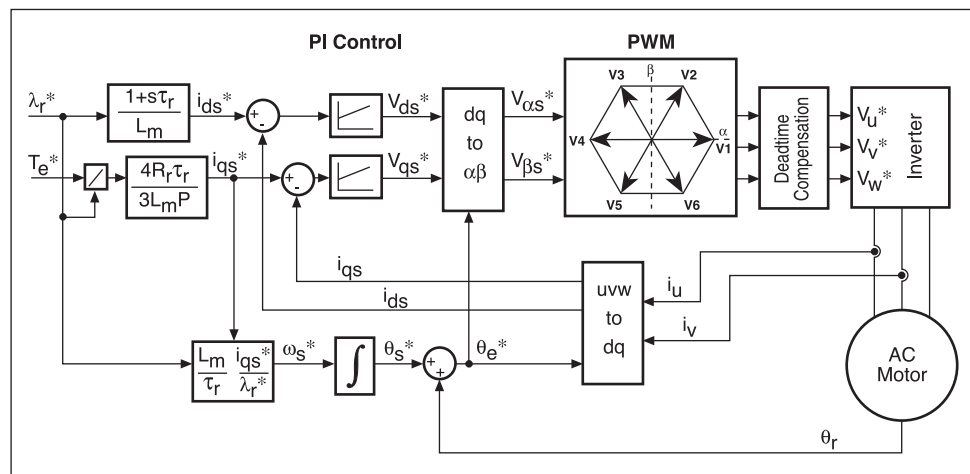 PI Control
PWM
λr*
1+sτr
Lm
ids*
+
-
Vds*
dq
to
αβ
Vαs*
Vβs*
V3
β
V2
V4
α
V1
V5
V6
Deadtime
Compensation
Vu*
Vv*
Vw*
Inverter
Te*
4Rrτr
3LmP
iqs*
+
-
Vqs*
iqs
ids
uvw
to
dq
iu
iv
Lm
τr
iqs*
λr*
ωs*
∫
θs*
+
+
θe*
AC
Motor
θr